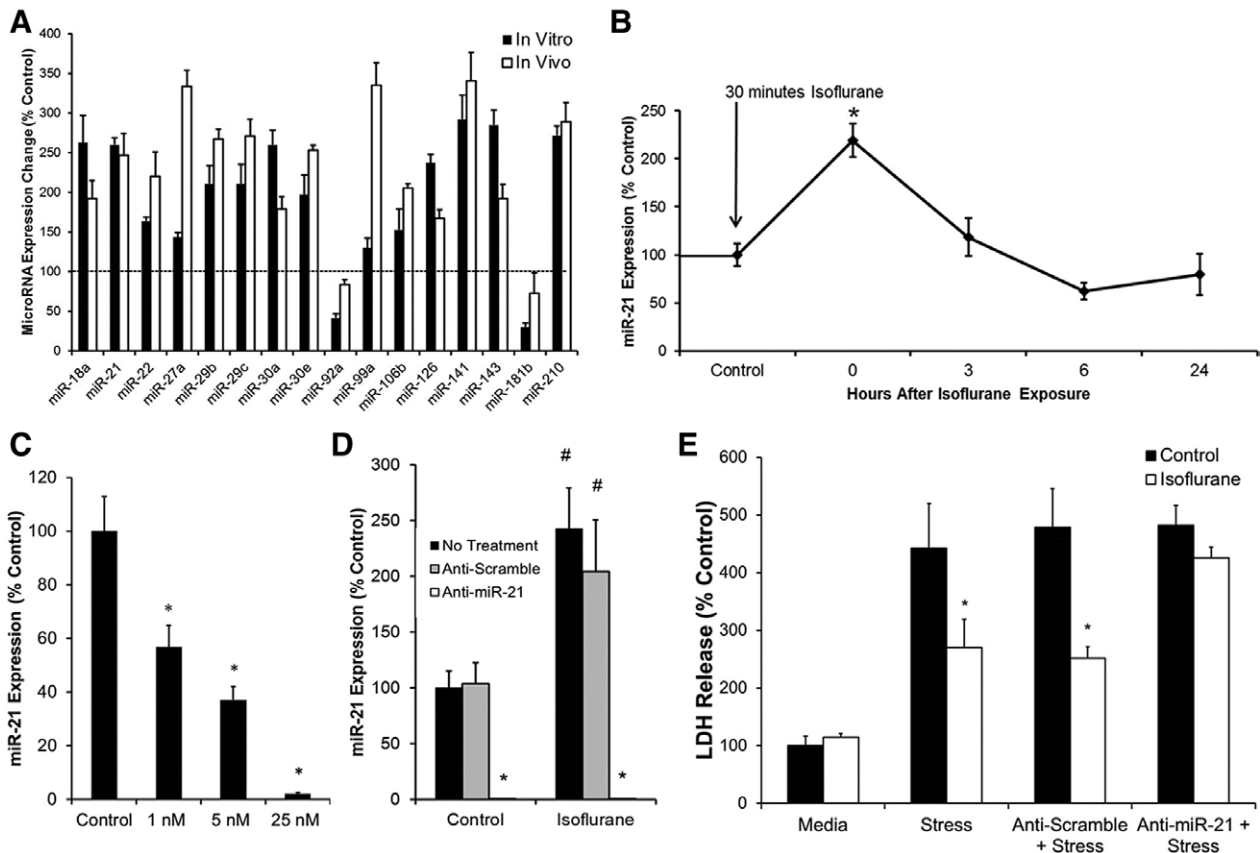 A
MicroRNA Expression Change (% Control)
400
350
300
250
200
150
100
50
0
In Vitro
In Vivo
miR-18a
miR-21
miR-22
miR-27a
miR-29b
miR-29c
miR-30a
miR-30e
miR-92a
miR-99a
miR-106b
miR-126
miR-141
miR-143
miR-181b
miR-210
B
30 minutes Isoflurane
miR-21 Expression (% Control)
250
200
150
100
50
0
*
Control
0
3
6
24
Hours After Isoflurane Exposure
C
miR-21 Expression (% Control)
120
100
80
60
40
20
0
*
*
*
Control
1 nM
5 nM
25 nM
D
miR-21 Expression (% Control)
300
250
200
150
100
50
0
No Treatment
Anti-Scramble
Anti-miR-21
#
#
*
*
Control
Isoflurane
E
LDH Release (% Control)
600
500
400
300
200
100
0
Control
Isoflurane
*
*
Media
Stress
Anti-Scramble
+ Stress
Anti-miR-21 +
Stress